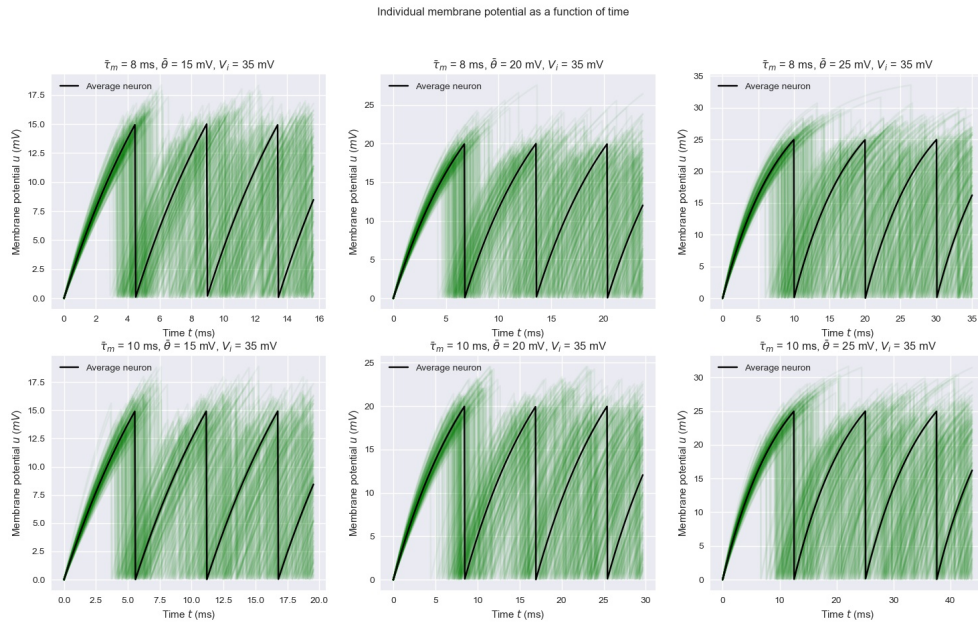 Individual membrane potential as a function of time
τ̄ₘ = 8 ms, θ̄ = 15 mV, Vᵢ = 35 mV
Average neuron
17.5
15.0
12.5
10.0
7.5
5.0
2.5
0.0
Membrane potential u (mV)
0 2 4 6 8 10 12 14 16
Time t (ms)
τ̄ₘ = 8 ms, θ̄ = 20 mV, Vᵢ = 35 mV
Average neuron
25
20
15
10
5
0
Membrane potential u (mV)
0 5 10 15 20
Time t (ms)
τ̄ₘ = 8 ms, θ̄ = 25 mV, Vᵢ = 35 mV
Average neuron
35
30
25
20
15
10
5
0
Membrane potential u (mV)
0 5 10 15 20 25 30 35
Time t (ms)
τ̄ₘ = 10 ms, θ̄ = 15 mV, Vᵢ = 35 mV
Average neuron
17.5
15.0
12.5
10.0
7.5
5.0
2.5
0.0
Membrane potential u (mV)
0.0 2.5 5.0 7.5 10.0 12.5 15.0 17.5 20.0
Time t (ms)
τ̄ₘ = 10 ms, θ̄ = 20 mV, Vᵢ = 35 mV
Average neuron
25
20
15
10
5
0
Membrane potential u (mV)
0 5 10 15 20 25 30
Time t (ms)
τ̄ₘ = 10 ms, θ̄ = 25 mV, Vᵢ = 35 mV
Average neuron
30
25
20
15
10
5
0
Membrane potential u (mV)
0 10 20 30 40
Time t (ms)